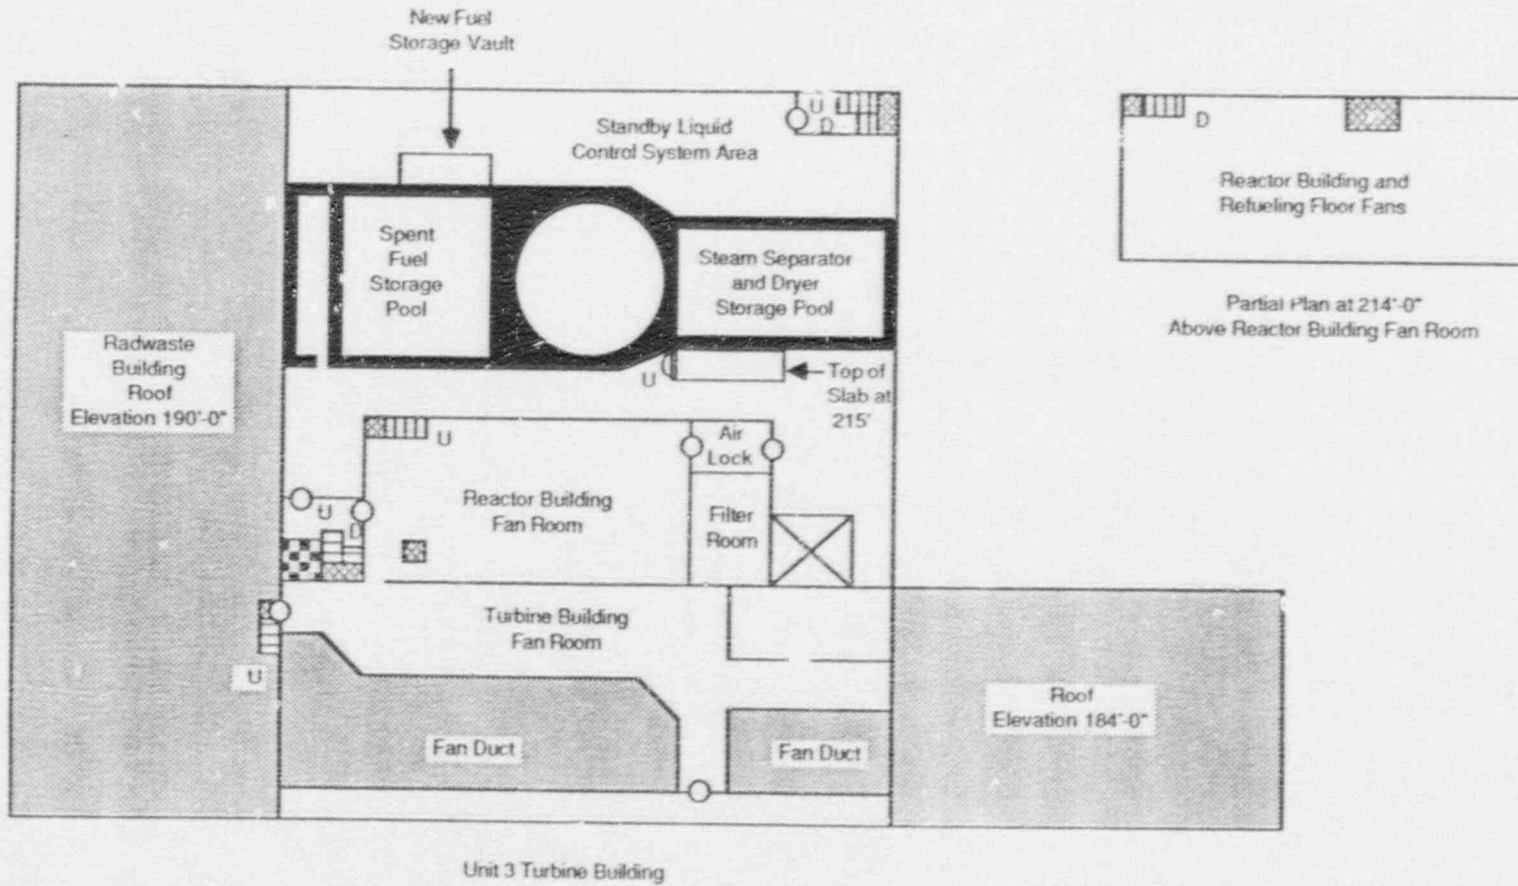 New Fuel
Storage Vault
U
D
Standby Liquid
Control System Area
D
Reactor Building and
Refueling Floor Fans
Spent
Fuel
Storage
Pool
Steam Separator
and Dryer
Storage Pool
Partial Plan at 214'-0"
Above Reactor Building Fan Room
Radwaste
Building
Roof
Elevation 190'-0"
U
Top of
Slab at
215'
U
Air
Lock
Reactor Building
Fan Room
Filter
Room
U
D
Turbine Building
Fan Room
U
Roof
Elevation 184'-0"
Fan Duct
Fan Duct
Unit 3 Turbine Building